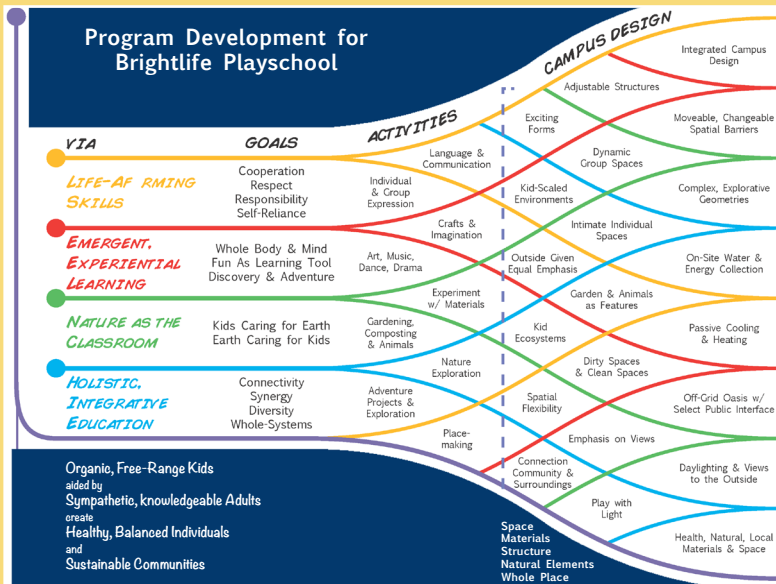 Program Development for
Brightlife Playschool
VIA
GOALS
ACTIVITIES
CAMPUS DESIGN
LIFE-AF RMING
SKILLS
Cooperation
Respect
Responsibility
Self-Reliance
EMERGENT,
EXPERIENTIAL
LEARNING
Whole Body & Mind
Fun As Learning Tool
Discovery & Adventure
NATURE AS THE
CLASSROOM
Kids Caring for Earth
Earth Caring for Kids
HOLISTIC,
INTEGRATIVE
EDUCATION
Connectivity
Synergy
Diversity
Whole-Systems
Individual
& Group
Expression
Art, Music,
Dance, Drama
Gardening,
Composting
& Animals
Adventure
Projects &
Exploration
Language &
Communication
Crafts &
Imagination
Experiment
w/ Materials
Nature
Exploration
Place-
making
Exciting
Forms
Kid-Scaled
Environments
Outside Given
Equal Emphasis
Kid
Ecosystems
Spatial
Flexibility
Connection
Community &
Surroundings
Adjustable Structures
Dynamic
Group Spaces
Intimate Individual
Spaces
Garden & Animals
as Features
Dirty Spaces
& Clean Spaces
Emphasis on Views
Play with
Light
Integrated Campus
Design
Moveable, Changeable
Spatial Barriers
Complex, Explorative
Geometries
On-Site Water &
Energy Collection
Passive Cooling
& Heating
Off-Grid Oasis w/
Select Public Interface
Daylighting & Views
to the Outside
Health, Natural, Local
Materials & Space
Organic, Free-Range Kids
aided by
Sympathetic, knowledgeable Adults
create
Healthy, Balanced Individuals
and
Sustainable Communities
Space
Materials
Structure
Natural Elements
Whole Place